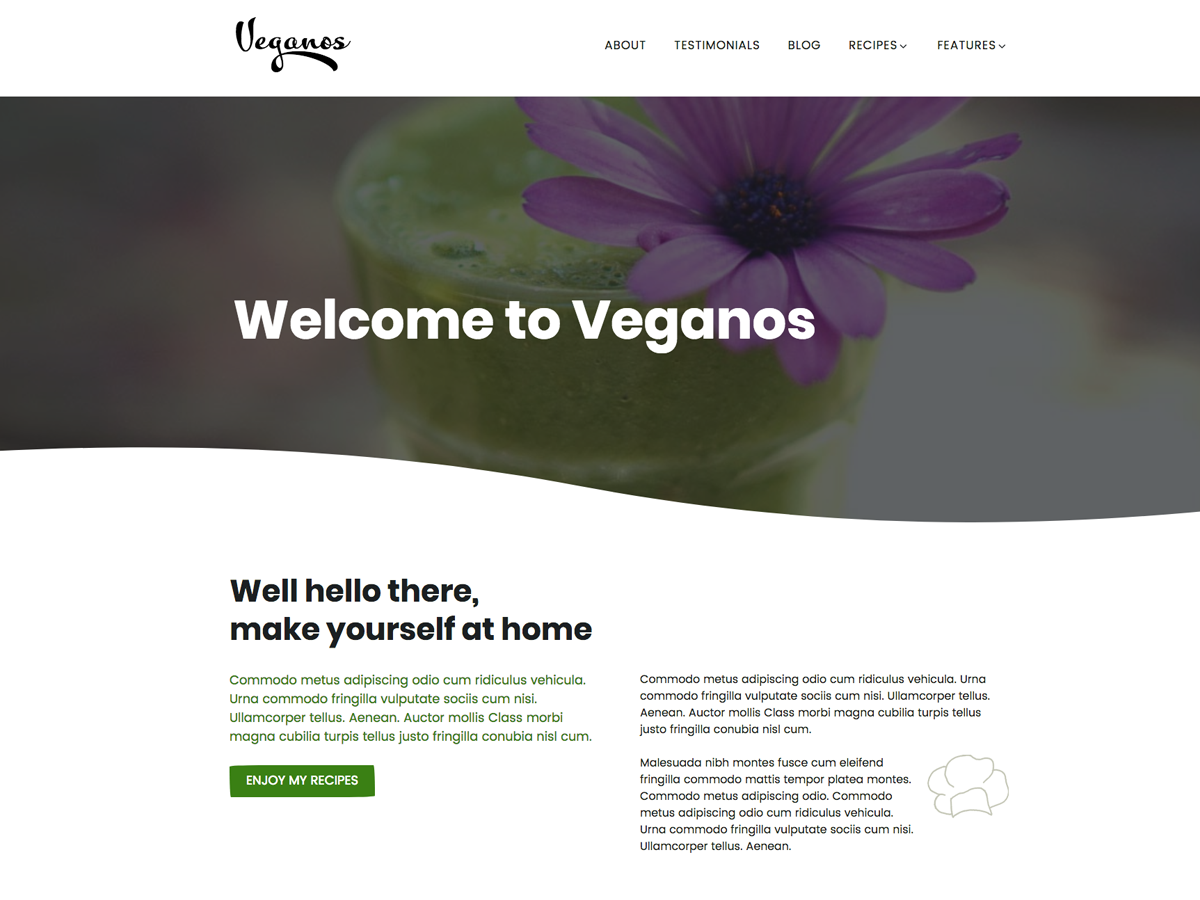 Veganos
ABOUT TESTIMONIALS BLOG RECIPES FEATURES
Welcome to Veganos
Well hello there,
make yourself at home
Commodo metus adipiscing odio cum ridiculus vehicula.
Urna commodo fringilla vulputate sociis cum nisi.
Ullamcorper tellus. Aenean. Auctor mollis Class morbi
magna cubilia turpis tellus justo fringilla conubia nisl cum.
ENJOY MY RECIPES
Commodo metus adipiscing odio cum ridiculus vehicula. Urna
commodo fringilla vulputate sociis cum nisi. Ullamcorper tellus.
Aenean. Auctor mollis Class morbi magna cubilia turpis tellus
justo fringilla conubia nisl cum.
Malesuada nibh montes fusce cum eleifend
fringilla commodo mattis tempor platea montes.
Commodo metus adipiscing odio. Commodo
metus adipiscing odio cum ridiculus vehicula.
Urna commodo fringilla vulputate sociis cum nisi.
Ullamcorper tellus. Aenean.